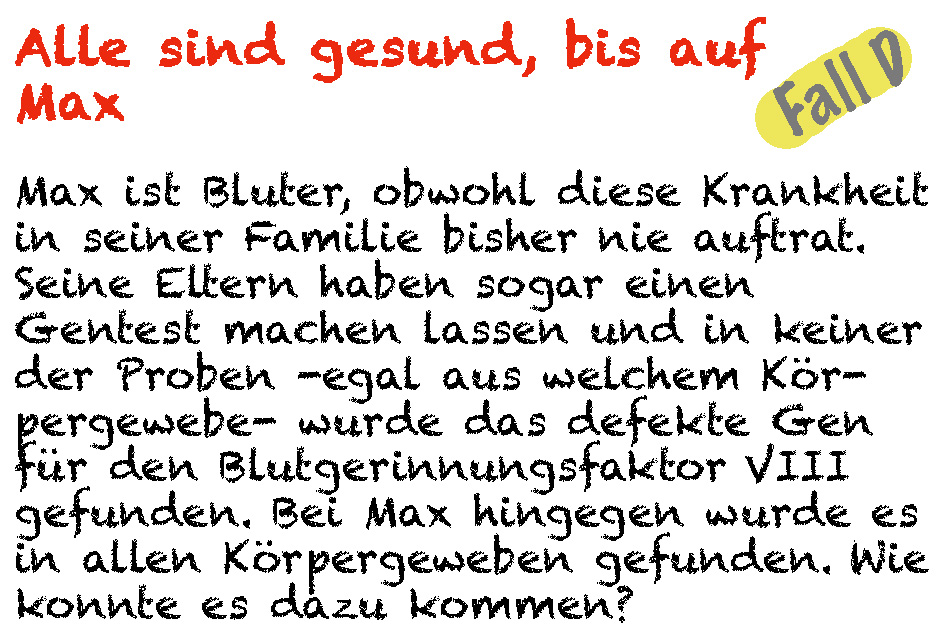 Alle sind gesund, bis auf
Max
Fall D
Max ist Bluter, obwohl diese Krankheit
in seiner Familie bisher nie auftrat.
Seine Eltern haben sogar einen
Gentest machen lassen und in keiner
der Proben -egal aus welchem Kör-
pergewebe- wurde das defekte Gen
für den Blutgerinnungsfaktor VIII
gefunden. Bei Max hingegen wurde es
in allen Körpergeweben gefunden. Wie
konnte es dazu kommen?